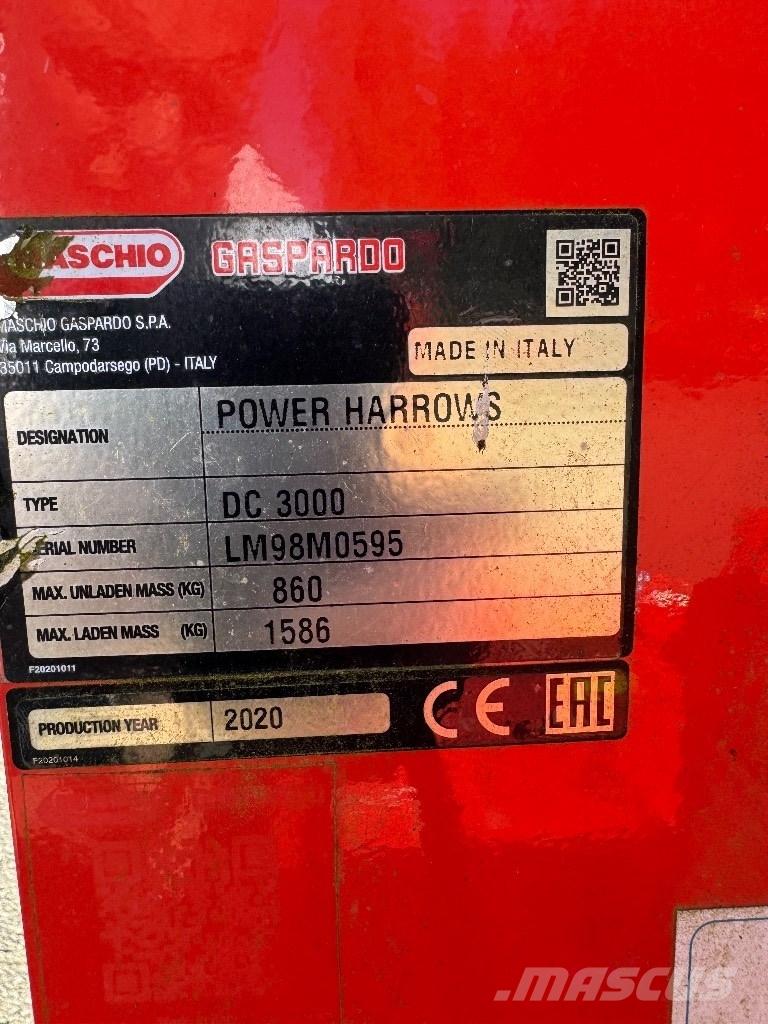 MASCHIO GASPARDO
MASCHIO GASPARDO S.P.A.
Via Marcello, 73
35011 Campodarsego (PD) - ITALY
MADE IN ITALY
DESIGNATION POWER HARROWS
TYPE DC 3000
SERIAL NUMBER LM98M0595
MAX. UNLADEN MASS (KG) 860
MAX. LADEN MASS (KG) 1586
F20201011
PRODUCTION YEAR 2020 CE EAC
F20201014
MASCUS